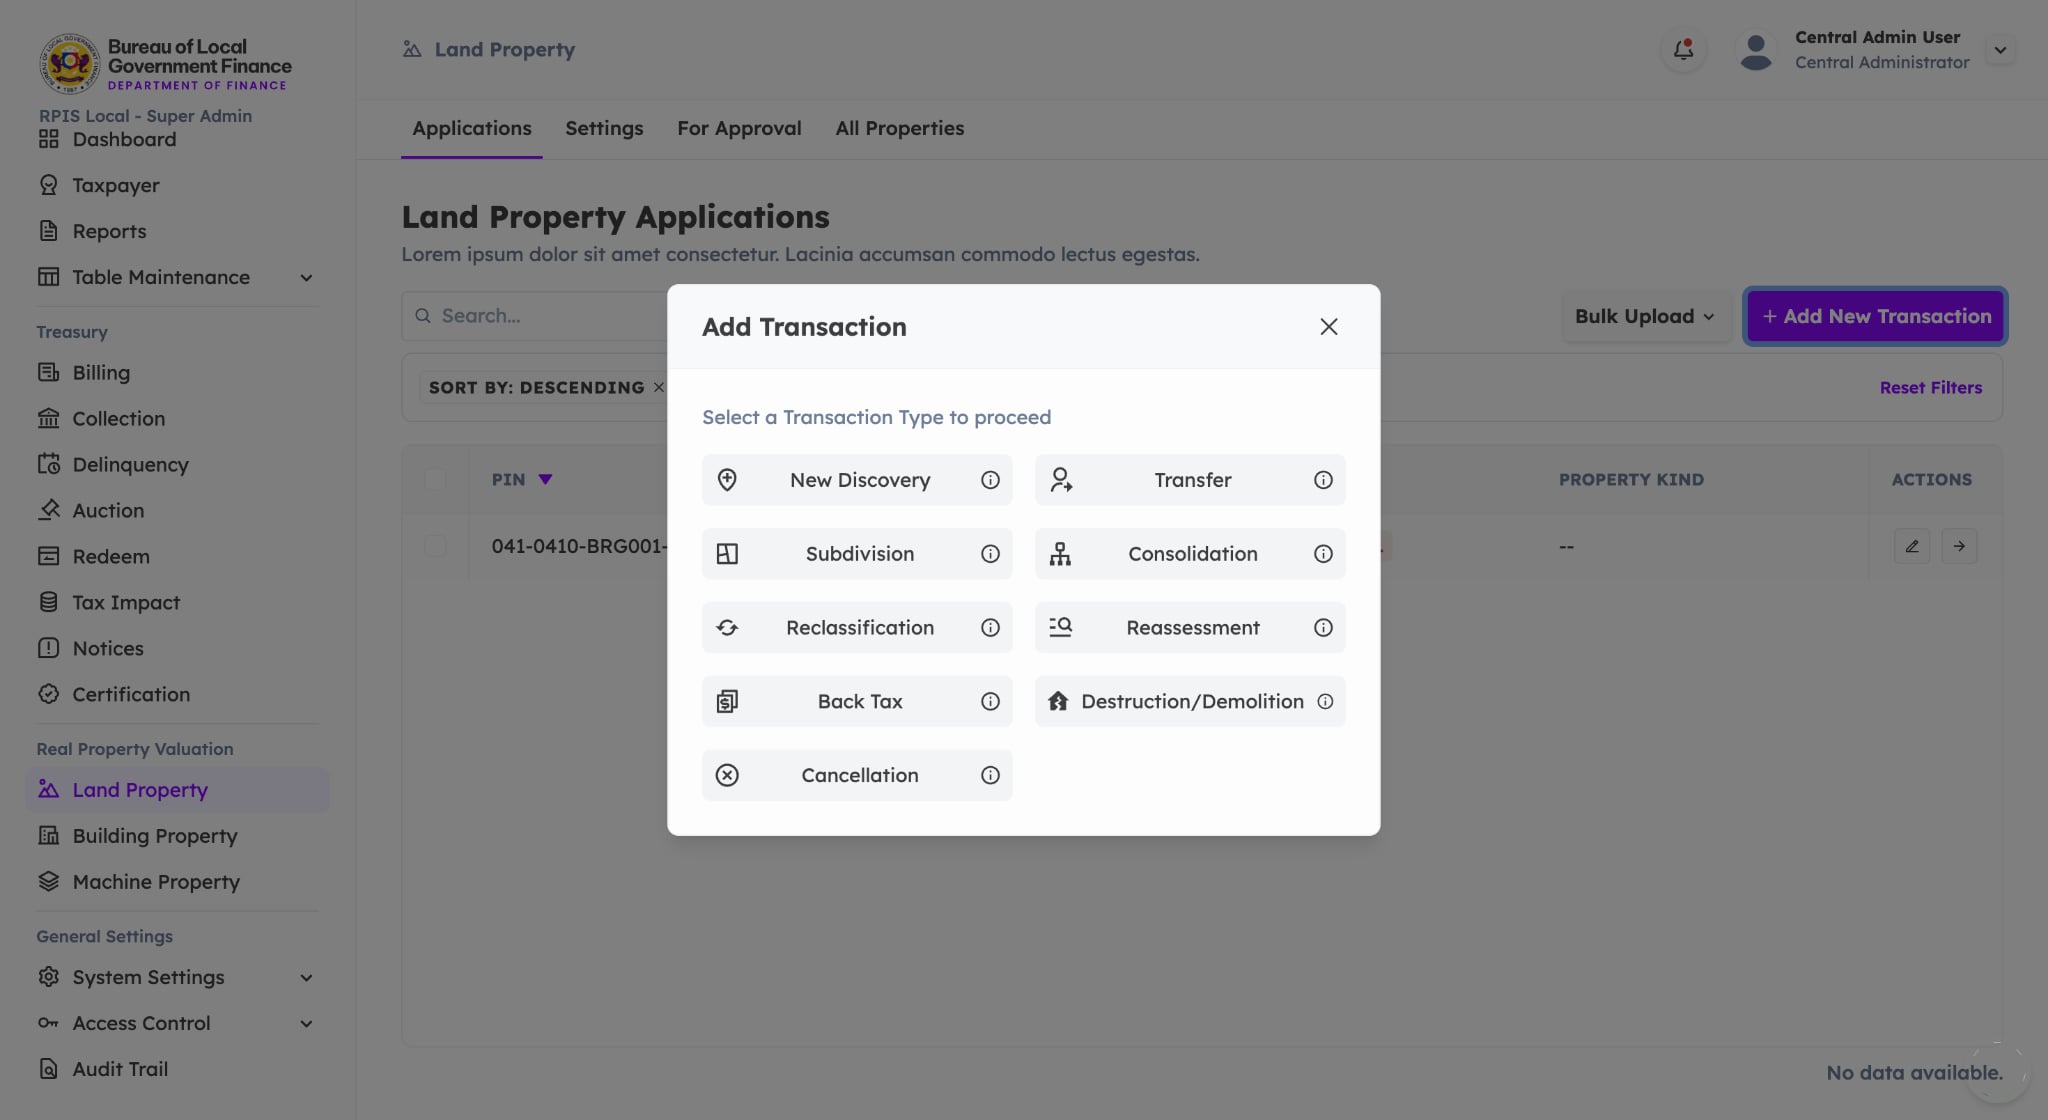 Bureau of Local
Government Finance
DEPARTMENT OF FINANCE
RPIS Local - Super Admin
Dashboard
Taxpayer
Reports
Table Maintenance
Treasury
Billing
Collection
Delinquency
Auction
Redeem
Tax Impact
Notices
Certification
Real Property Valuation
Land Property
Building Property
Machine Property
General Settings
System Settings
Access Control
Audit Trail
Land Property
Central Admin User
Central Administrator
Applications Settings For Approval All Properties
Land Property Applications
Lorem ipsum dolor sit amet consectetur. Lacinia accumsan commodo lectus egestas.
Search...
Bulk Upload
+ Add New Transaction
SORT BY: DESCENDING ×
Reset Filters
PIN
PROPERTY KIND
ACTIONS
041-0410-BRG001-
--
No data available.
Add Transaction
Select a Transaction Type to proceed
New Discovery
Transfer
Subdivision
Consolidation
Reclassification
Reassessment
Back Tax
Destruction/Demolition
Cancellation